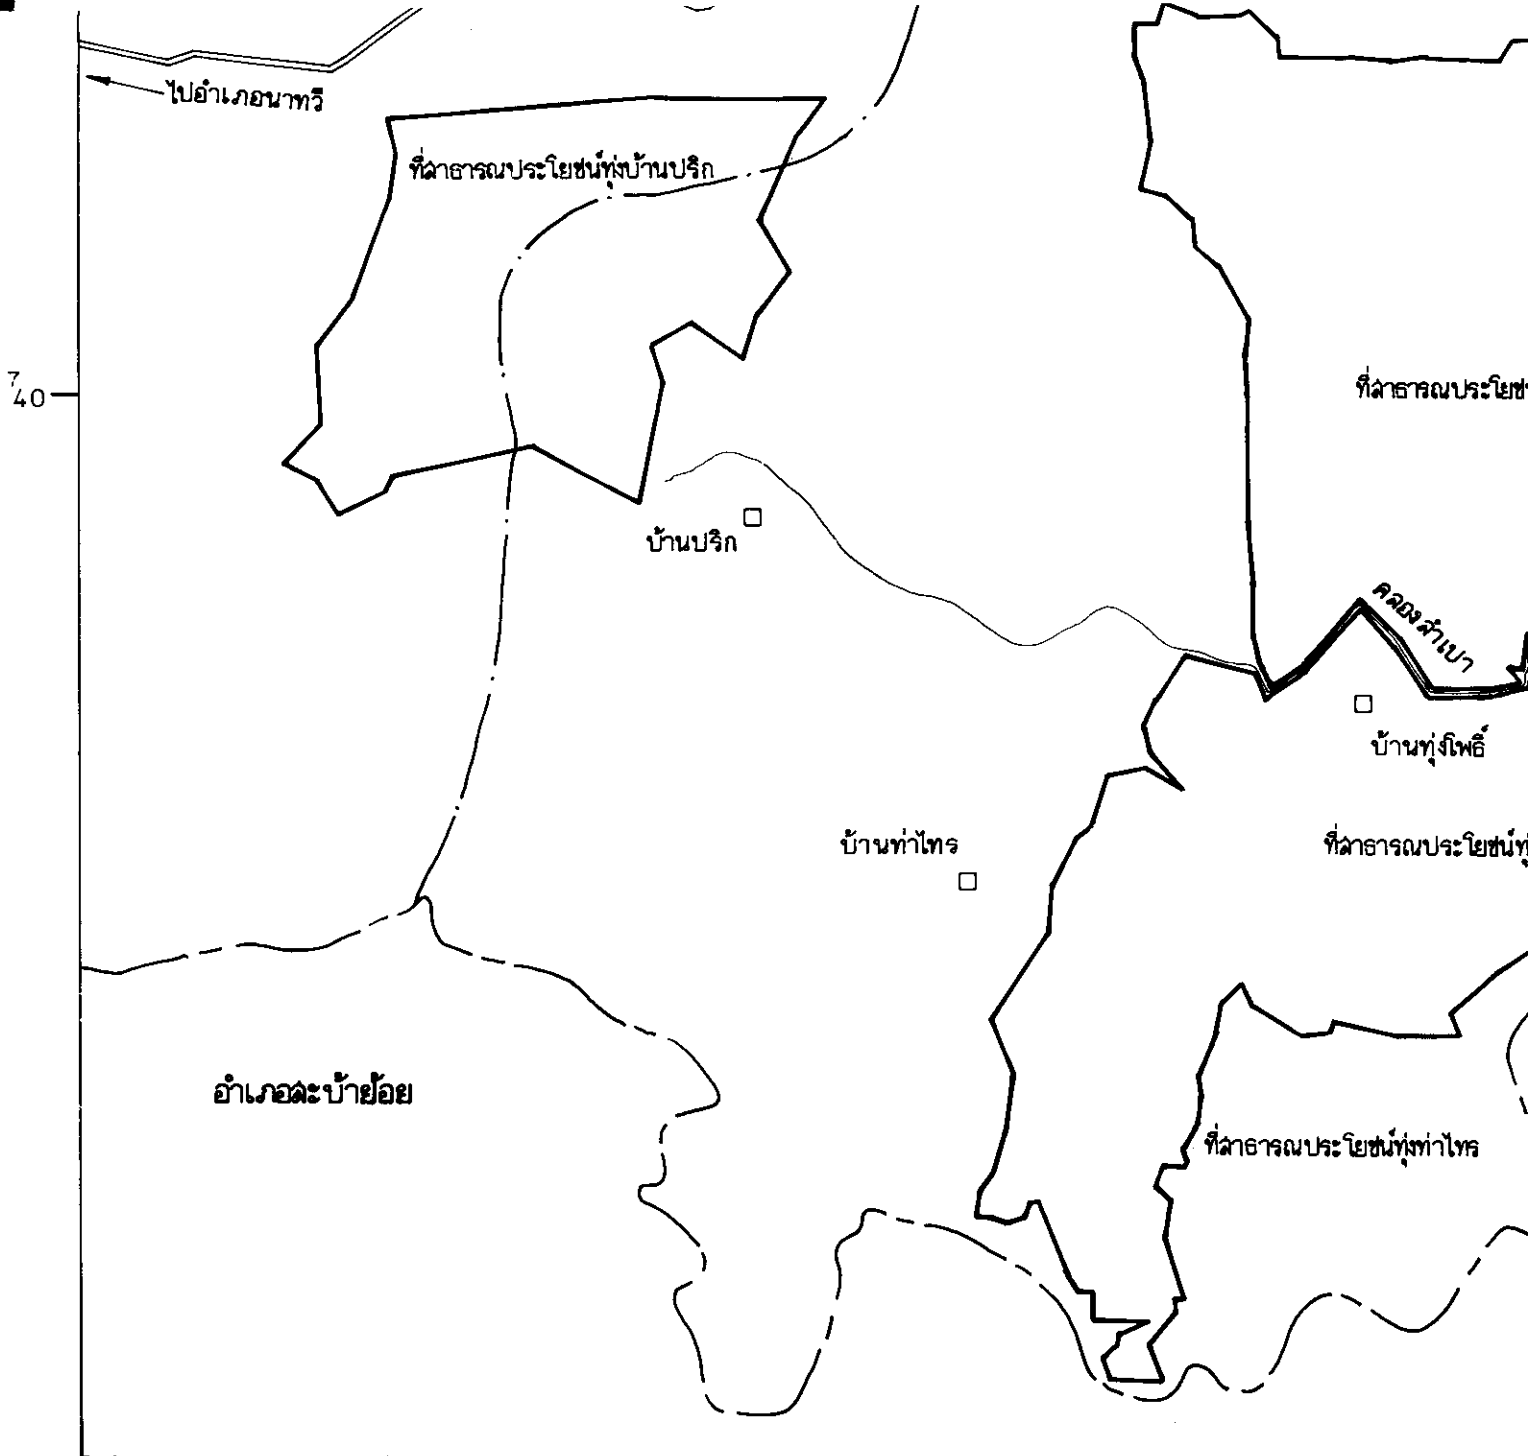 ไปอำเภอนาทวี
ที่สาธารณประโยชน์ทุ่งบ้านปริก
7
40
ที่สาธารณประโยชน
บ้านปริก
คลองลำเปา
บ้านทุ่งโพธิ์
บ้านท่าไทร
ที่สาธารณประโยชน์ทุ่
อำเภอสะบ้าย้อย
ที่สาธารณประโยชน์ทุ่งท่าไทร